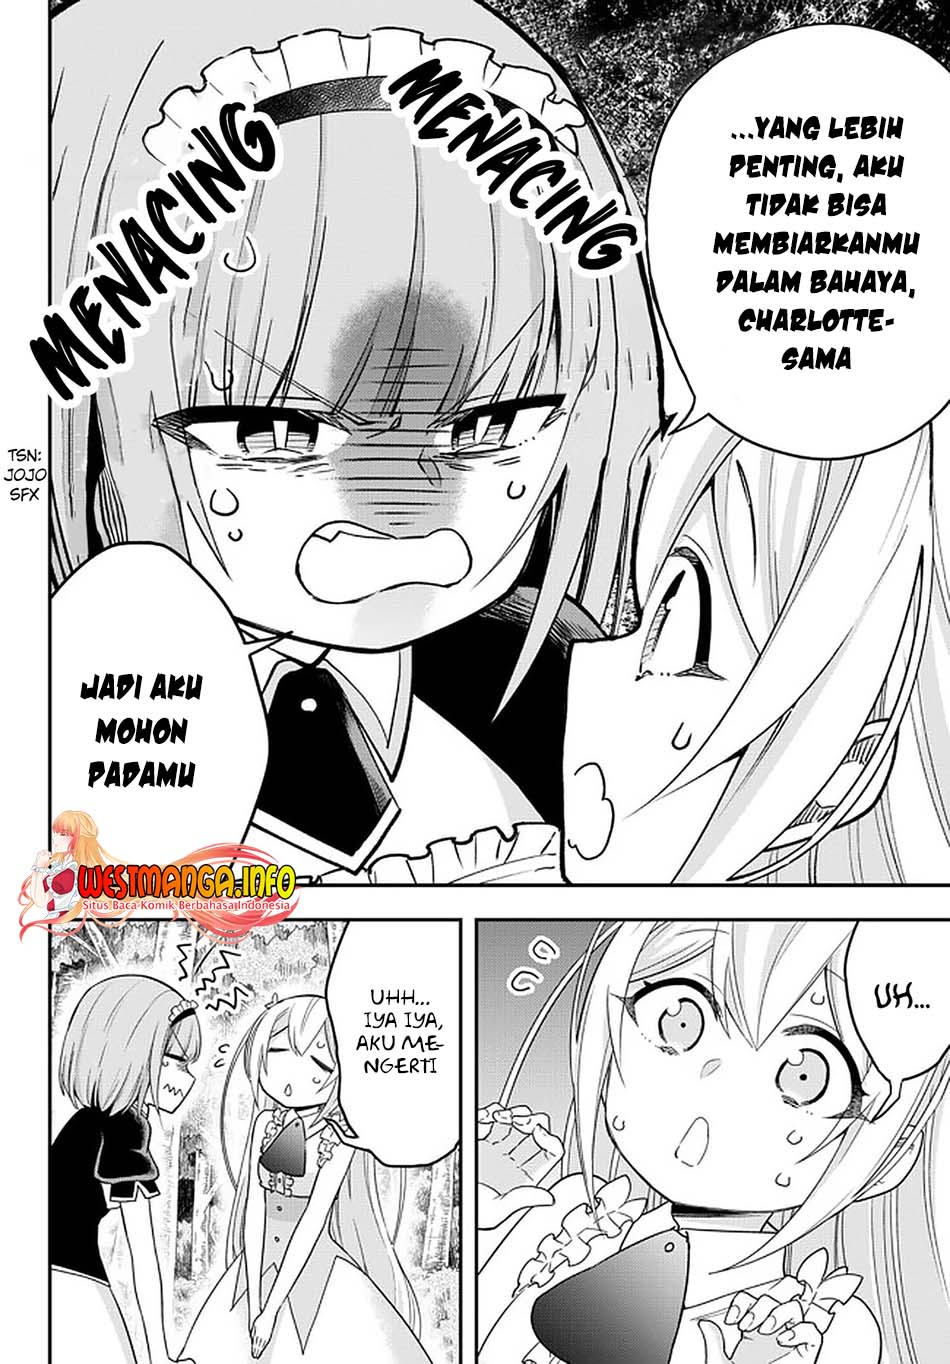 ...YANG LEBIH
PENTING, AKU
TIDAK BISA
MEMBIARKANMU
DALAM BAHAYA,
CHARLOTTE-
SAMA
MENACING
MENACING
TSN:
JOJO
SFX
JADI AKU
MOHON
PADAMU
WESTMANGA.INFO
Situs Baca Komik Berbahasa Indonesia
UH...
UHH...
IYA IYA,
AKU ME-
NGERTI